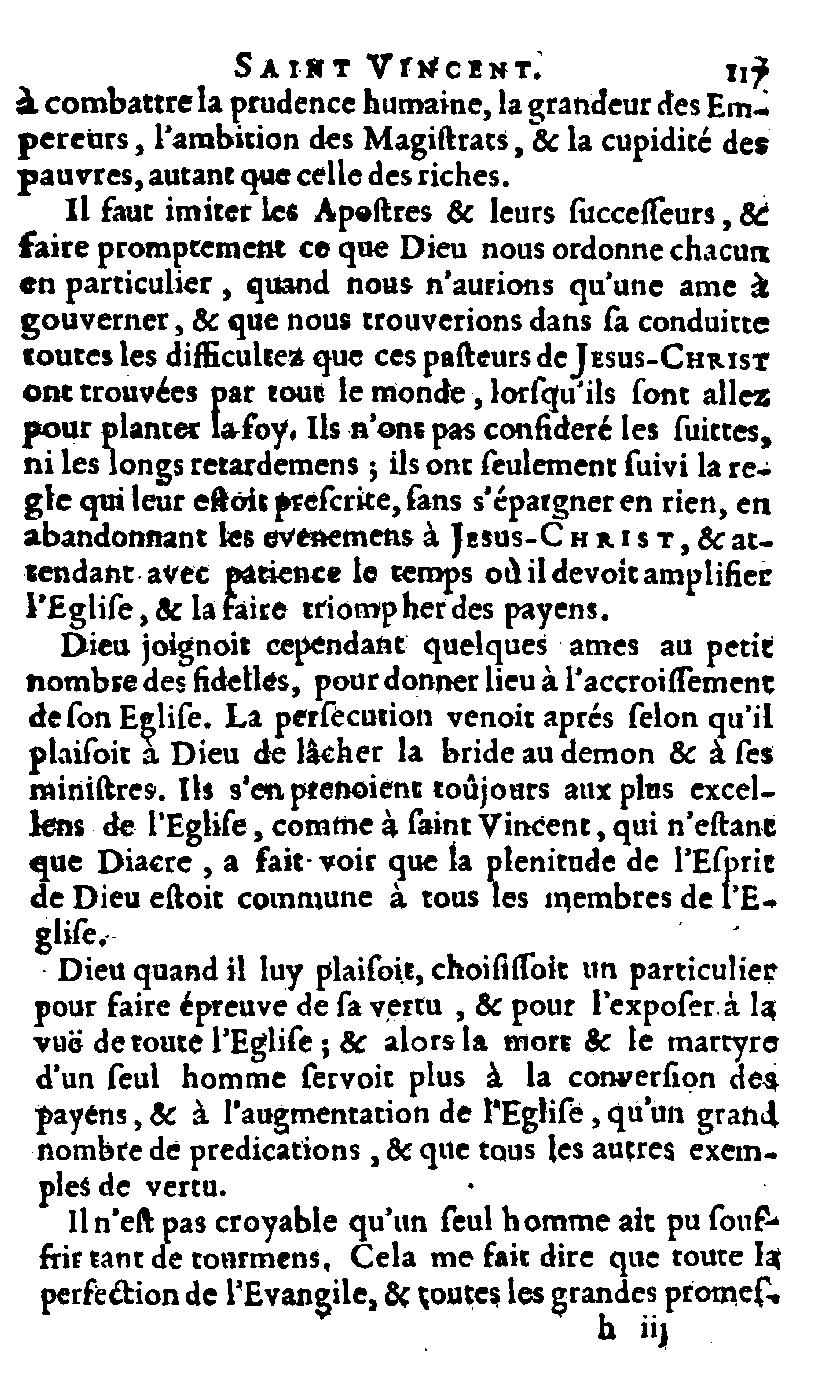 SAINT VINCENT. 117
à combattre la prudence humaine, la grandeur des Em-
pereurs, l'ambition des Magiſtrats, & la cupidité des
pauvres, autant que celle des riches.
Il faut imiter les Apoſtres & leurs ſucceſſeurs, &
faire promptement ce que Dieu nous ordonne chacun
en particulier, quand nous n'aurions qu'une ame à
gouverner, & que nous trouverions dans ſa conduitte
toutes les difficultez que ces paſteurs de JESUS-CHRIST
ont trouvées par tout le monde, lorſqu'ils ſont allez
pour planter la foy. Ils n'ont pas conſideré les ſuittes,
ni les longs retardemens ; ils ont ſeulement ſuivi la re-
gle qui leur eſtoit preſcrite, ſans s'épargner en rien, en
abandonnant les evenemens à JESUS-CHRIST, & at-
tendant avec patience le temps où il devoit amplifier
l'Egliſe, & la faire triompher des payens.
Dieu joignoit cependant quelques ames au petit
nombre des fidelles, pour donner lieu à l'accroiſſement
de ſon Egliſe. La perſecution venoit aprés ſelon qu'il
plaiſoit à Dieu de lâcher la bride au demon & à ſes
miniſtres. Ils s'en prenoient toûjours aux plus excel-
lens de l'Egliſe, comme à ſaint Vincent, qui n'eſtant
que Diacre, a fait voir que la plenitude de l'Eſprit
de Dieu eſtoit commune à tous les membres de l'E-
gliſe.
Dieu quand il luy plaiſoit, choiſiſſoit un particulier
pour faire épreuve de ſa vertu, & pour l'expoſer à la
vuë de toute l'Egliſe ; & alors la mort & le martyre
d'un ſeul homme ſervoit plus à la converſion des
payens, & à l'augmentation de l'Egliſe, qu'un grand
nombre de predications, & que tous les autres exem-
ples de vertu.
Il n'eſt pas croyable qu'un ſeul homme ait pu ſouf-
frir tant de tourmens. Cela me fait dire que toute la
perfection de l'Evangile, & toutes les grandes promeſ-
h iij